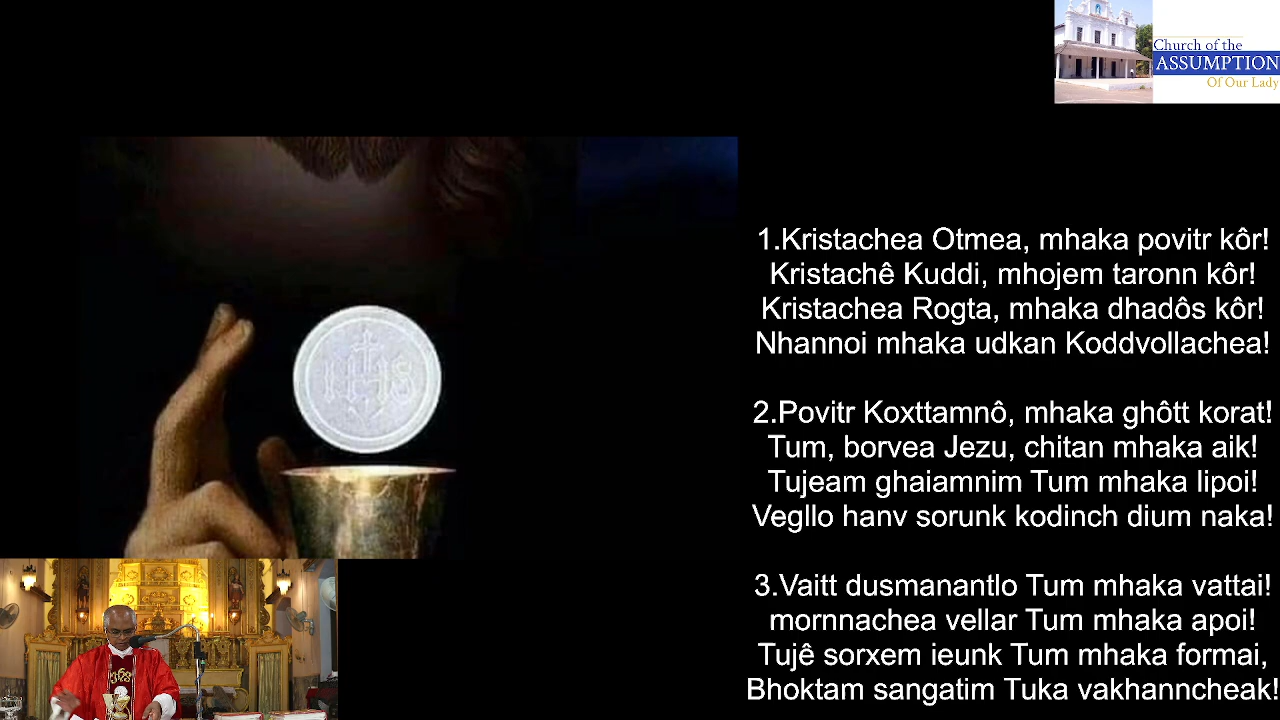 Church of the
ASSUMPTION
Of Our Lady
1.Kristachea Otmea, mhaka povitr kôr!
Kristachê Kuddi, mhojem taronn kôr!
Kristachea Rogta, mhaka dhadôs kôr!
Nhannoi mhaka udkan Koddvollachea!
2.Povitr Koxttamnô, mhaka ghôtt korat!
Tum, borvea Jezu, chitan mhaka aik!
Tujeam ghaiamnim Tum mhaka lipoi!
Vegllo hanv sorunk kodinch dium naka!
3.Vaitt dusmanantlo Tum mhaka vattai!
mornnachea vellar Tum mhaka apoi!
Tujê sorxem ieunk Tum mhaka formai,
Bhoktam sangatim Tuka vakhanncheak!
IHS